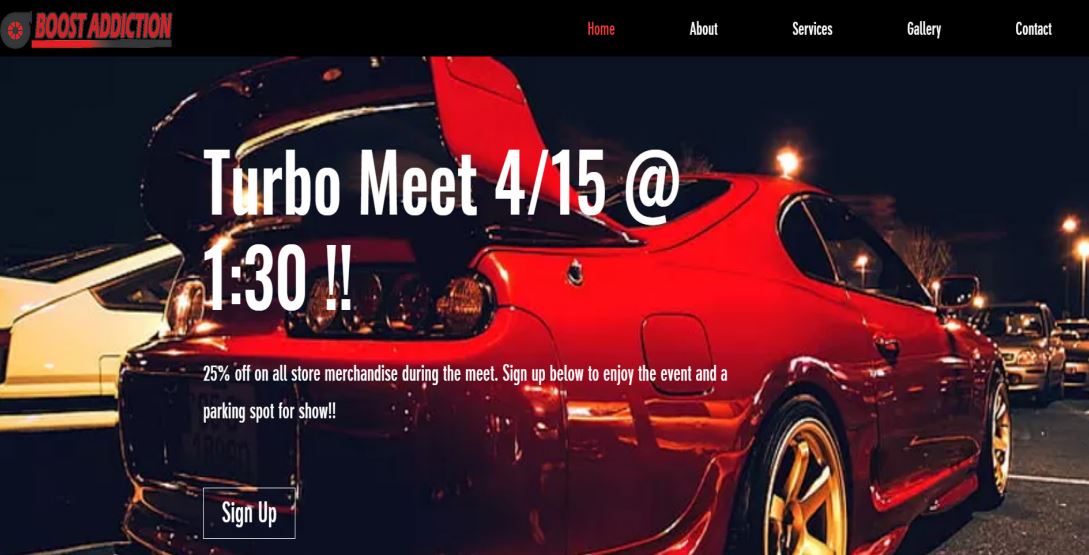 BOOST ADDICTION
Home About Services Gallery Contact
Turbo Meet 4/15 @
1:30 !!
25% off on all store merchandise during the meet. Sign up below to enjoy the event and a
parking spot for show!!
Sign Up